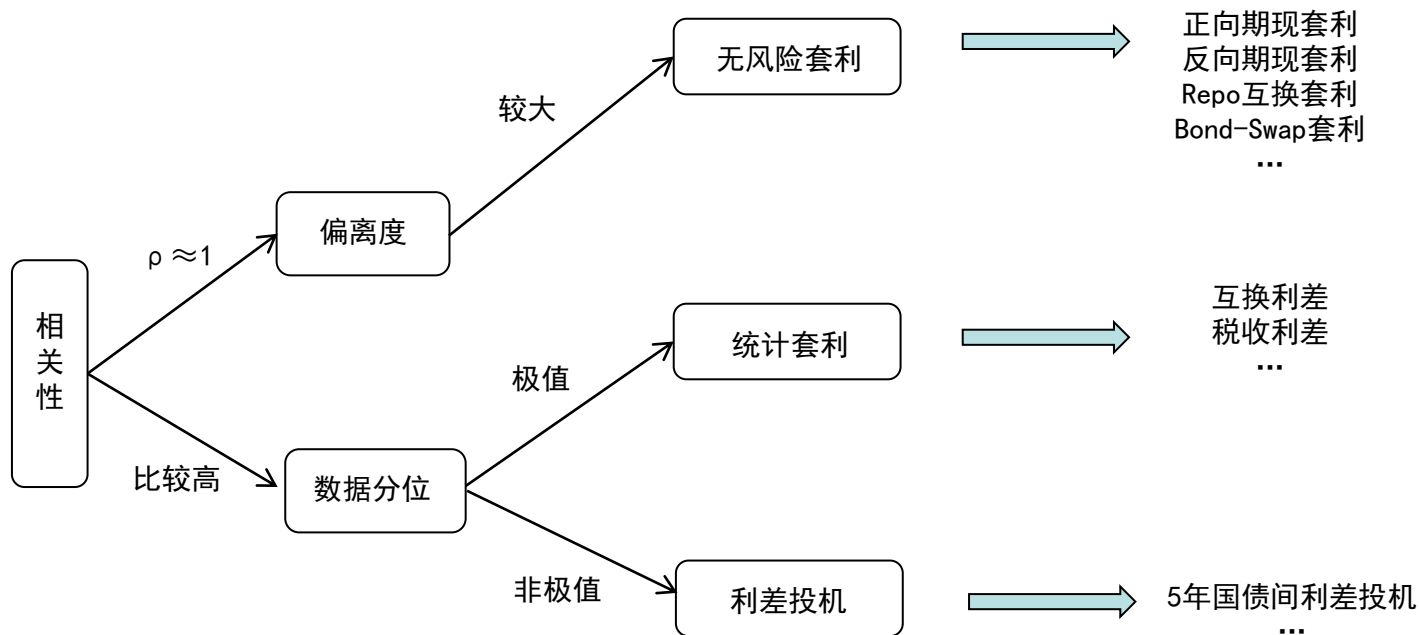 正向期现套利
反向期现套利
Repo互换套利
Bond-Swap套利
…
无风险套利
较大
偏离度
ρ≈1
相
关
性
互换利差
税收利差
…
统计套利
极值
比较高
数据分位
非极值
利差投机
5年国债间利差投机
…